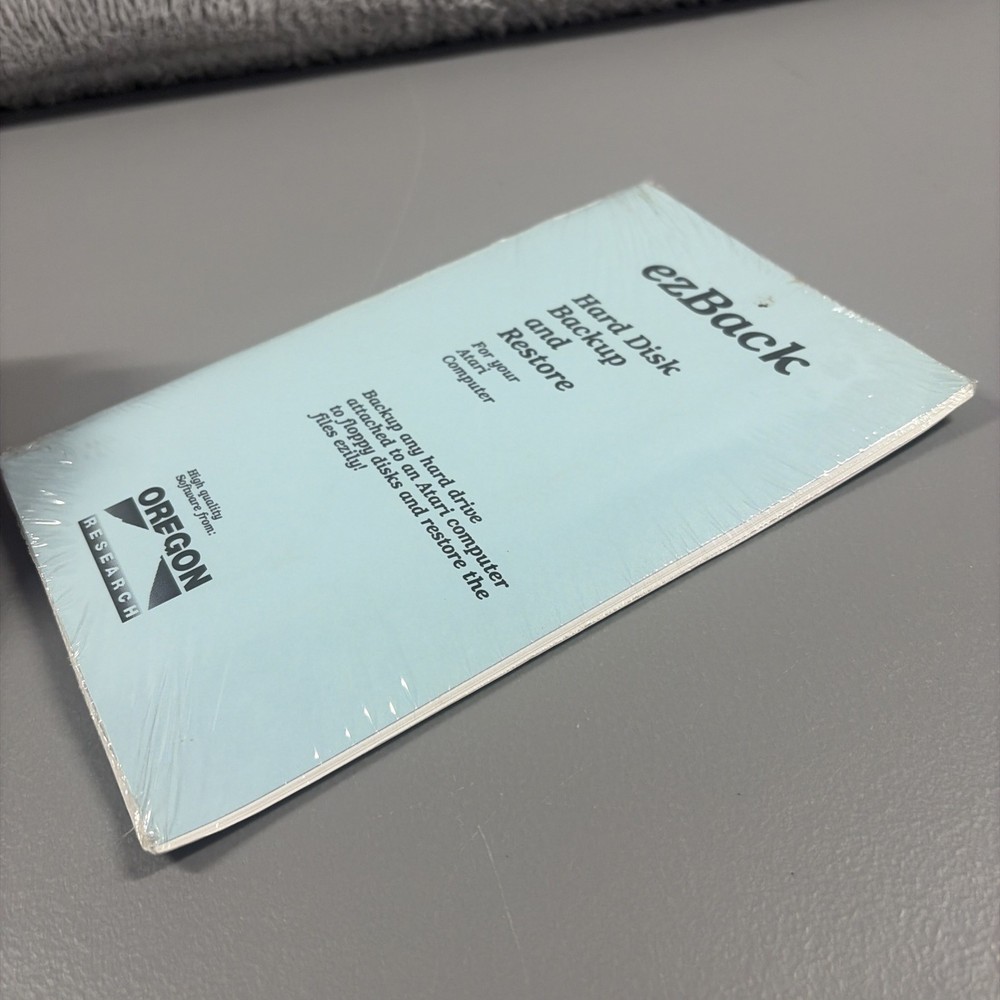 ezBack
Hard Disk
Backup
and
Restore
For your
Atari
Computer
Backup any hard drive
attached to an Atari computer
to floppy disks and restore the
files ezily!
High quality
Software from:
OREGON
RESEARCH